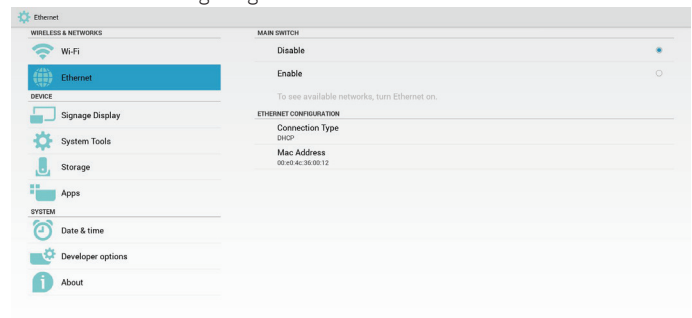 Ethernet
WIRELESS & NETWORKS
Wi-Fi
Ethernet
DEVICE
Signage Display
System Tools
Storage
Apps
SYSTEM
Date & time
Developer options
About
MAIN SWITCH
Disable
Enable
To see available networks, turn Ethernet on.
ETHERNET CONFIGURATION
Connection Type
DHCP
Mac Address
00:e0:4c:36:00:12